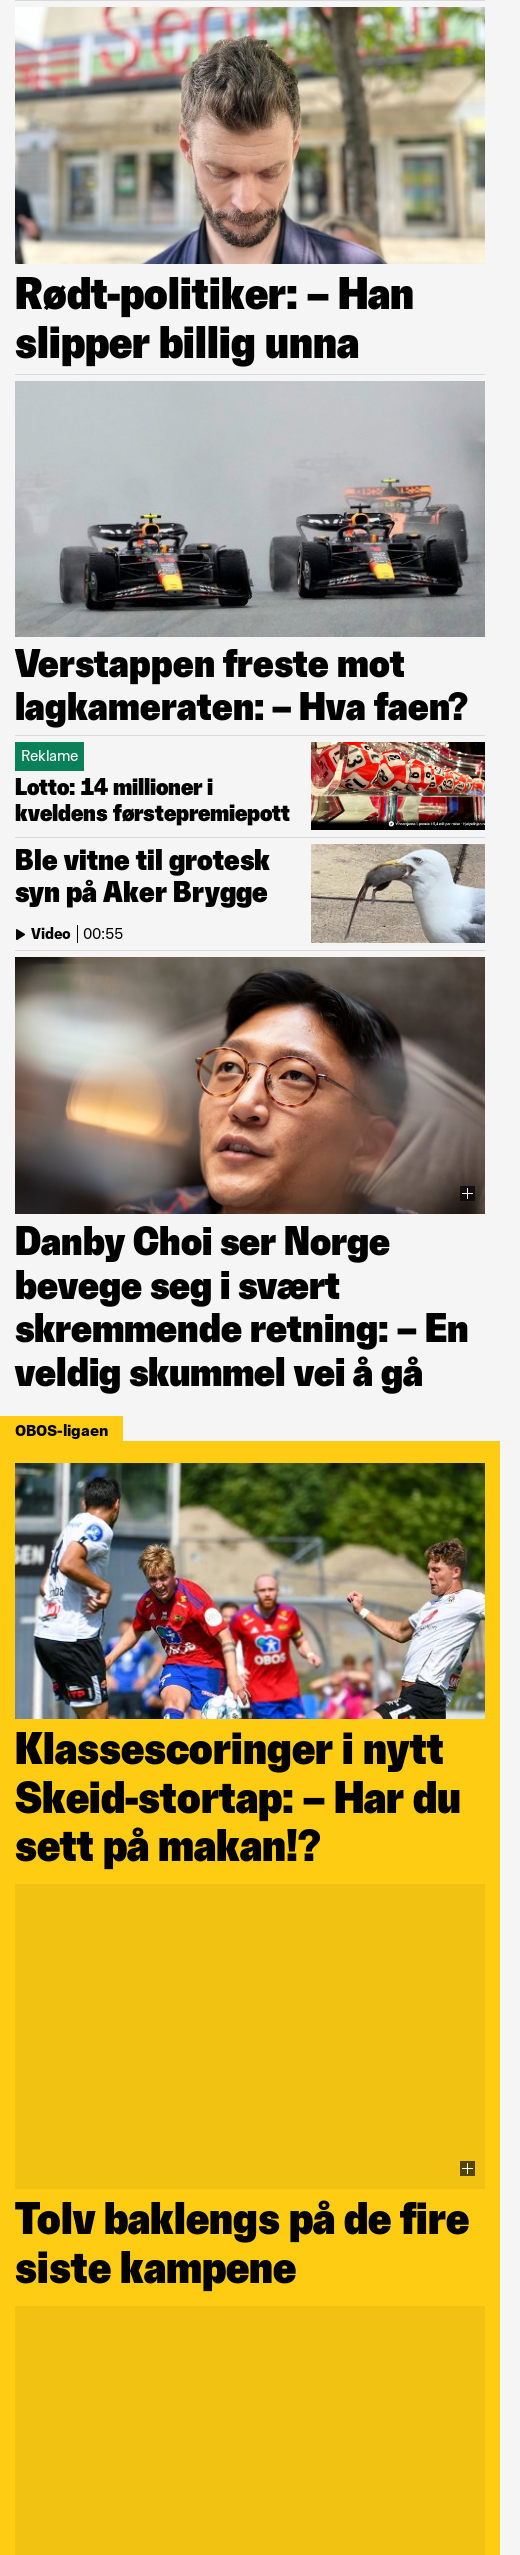 Rødt-politiker: – Han
slipper billig unna
Verstappen freste mot
lagkameraten: – Hva faen?
Reklame
Lotto: 14 millioner i
kveldens førstepremiepott
Ble vitne til grotesk
syn på Aker Brygge
Video | 00:55
Danby Choi ser Norge
bevege seg i svært
skremmende retning: – En
veldig skummel vei å gå
OBOS-ligaen
OBOS
Klassescoringer i nytt
Skeid-stortap: – Har du
sett på makan!?
Tolv baklengs på de fire
siste kampene